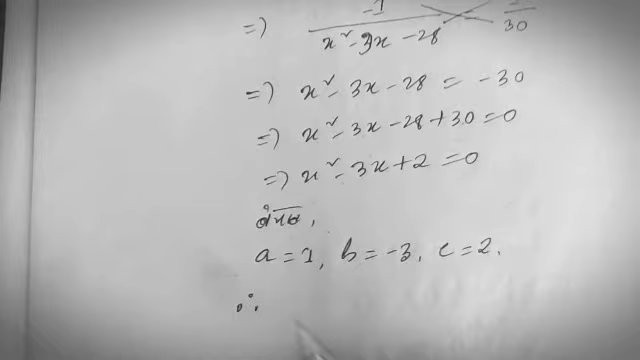 => -1 / x² - 3x - 28 1 / 30
=> x² - 3x - 28 = -30
=> x² - 3x - 28 + 30 = 0
=> x² - 3x + 2 = 0
a = 1, b = -3, c = 2.
∴